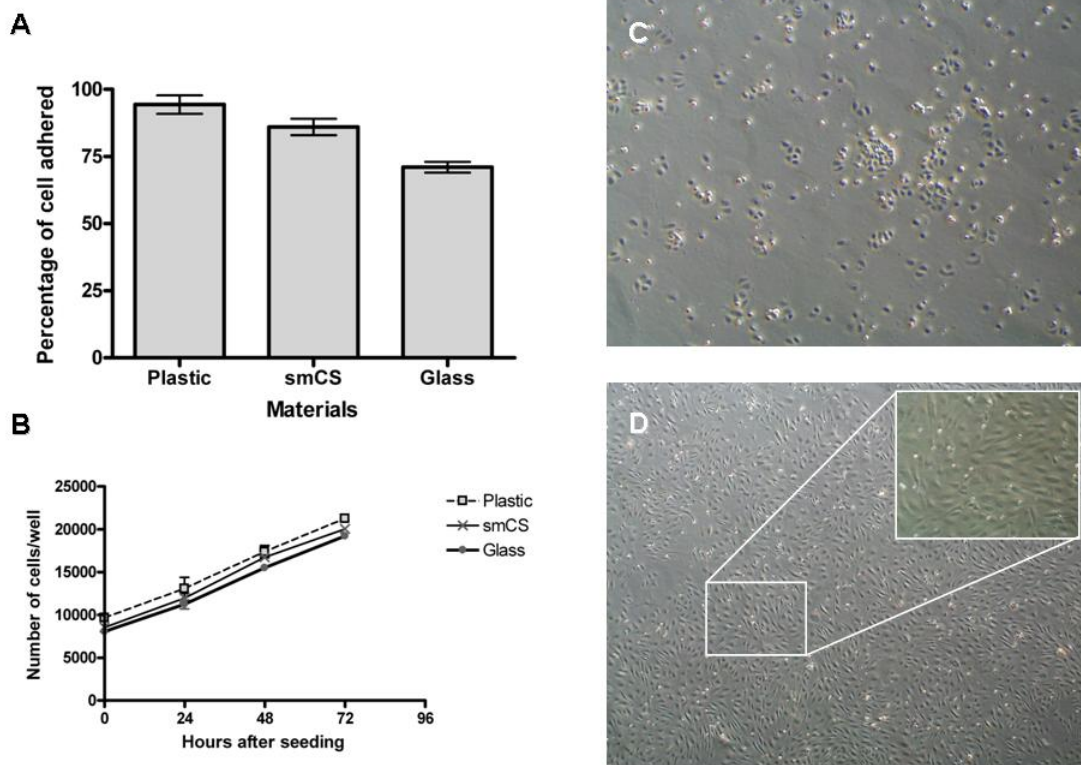 A
Percentage of cell adhered
100
75
50
25
0
Plastic smCS Glass
Materials
B
Number of cells/well
25000
20000
15000
10000
5000
0
0 24 48 72 96
Hours after seeding
Plastic
smCS
Glass
C
D